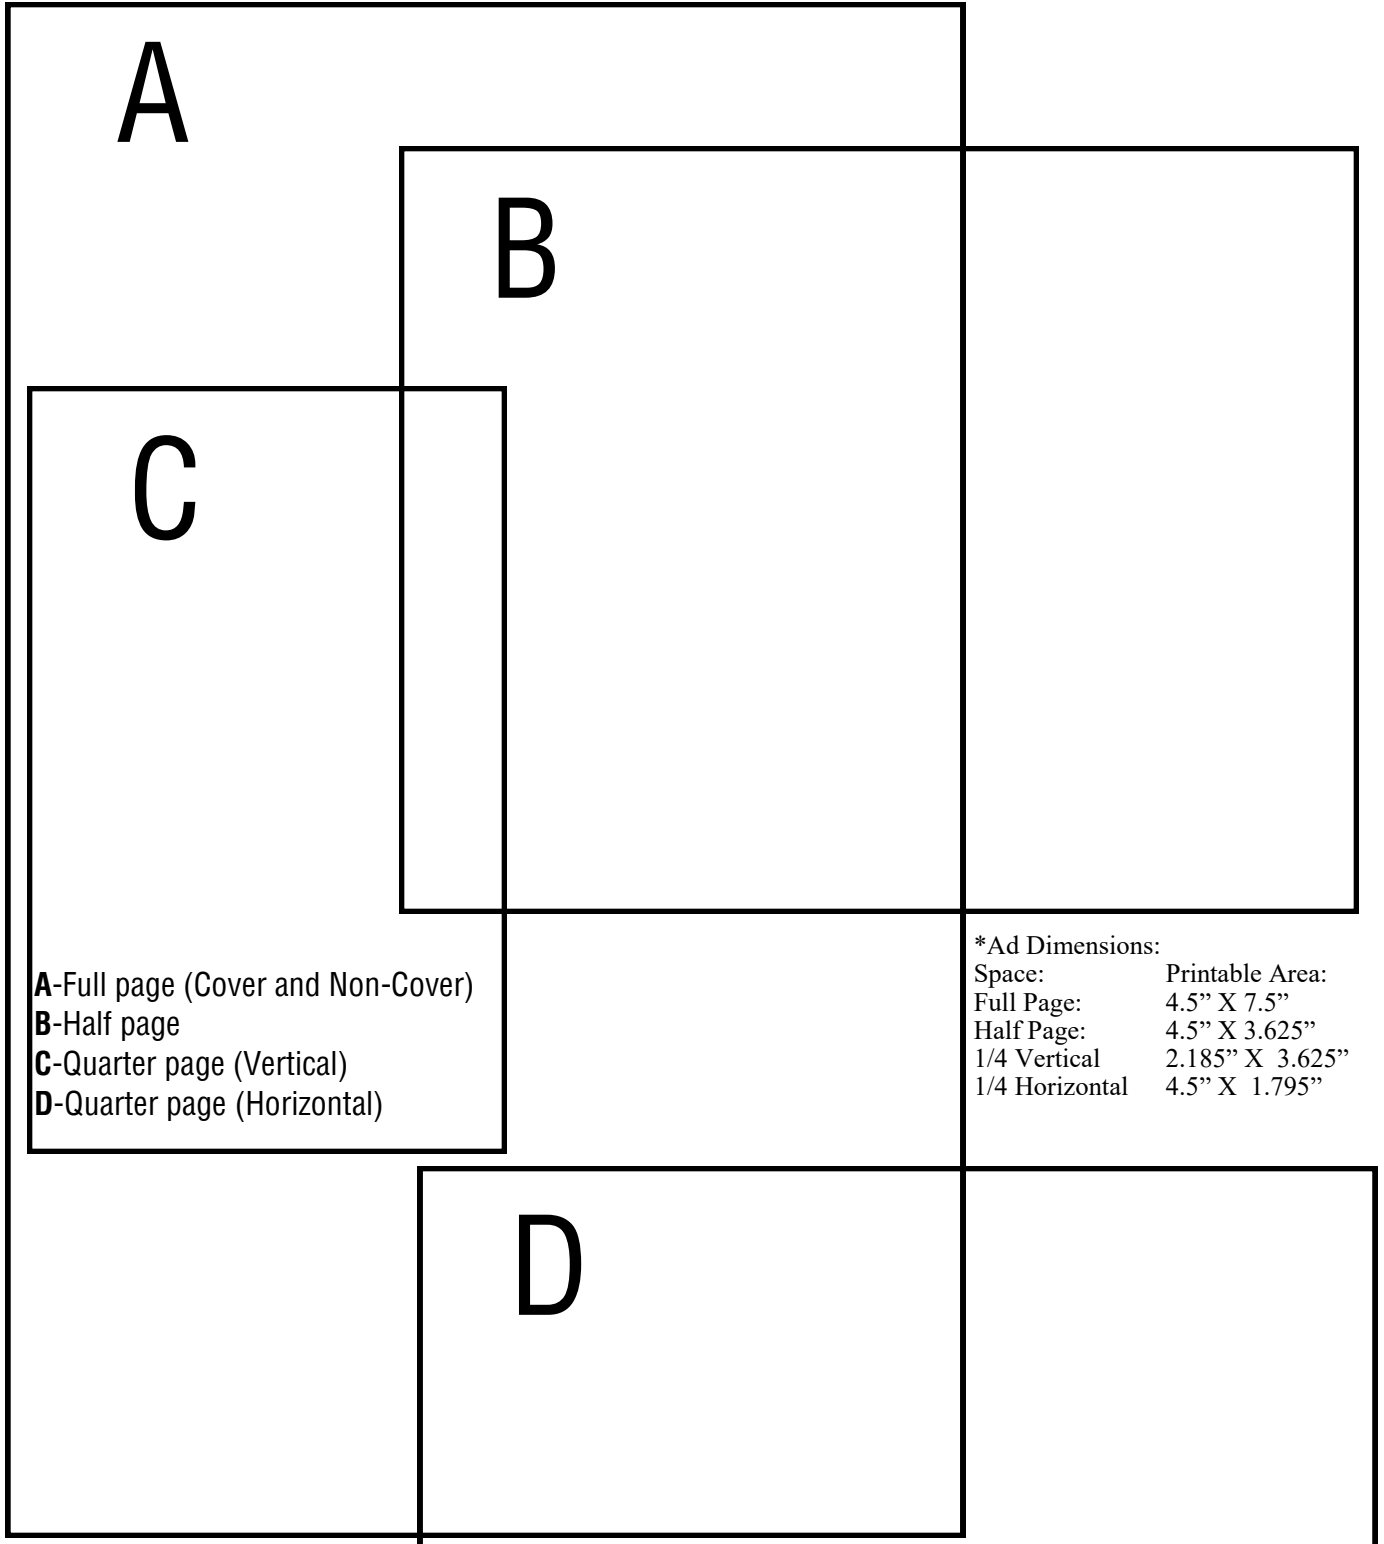 A
B
C
A-Full page (Cover and Non-Cover)
B-Half page
C-Quarter page (Vertical)
D-Quarter page (Horizontal)
*Ad Dimensions:
Space: Printable Area:
Full Page: 4.5” X 7.5”
Half Page: 4.5” X 3.625”
1/4 Vertical 2.185” X 3.625”
1/4 Horizontal 4.5” X 1.795”
D